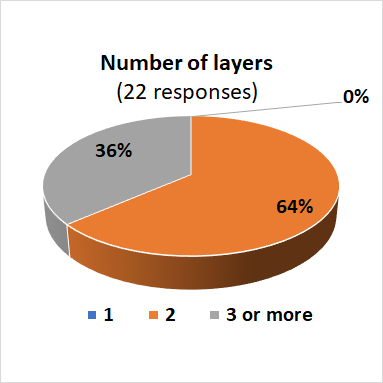 Number of layers
(22 responses)
0%
36%
64%
1 2 3 or more